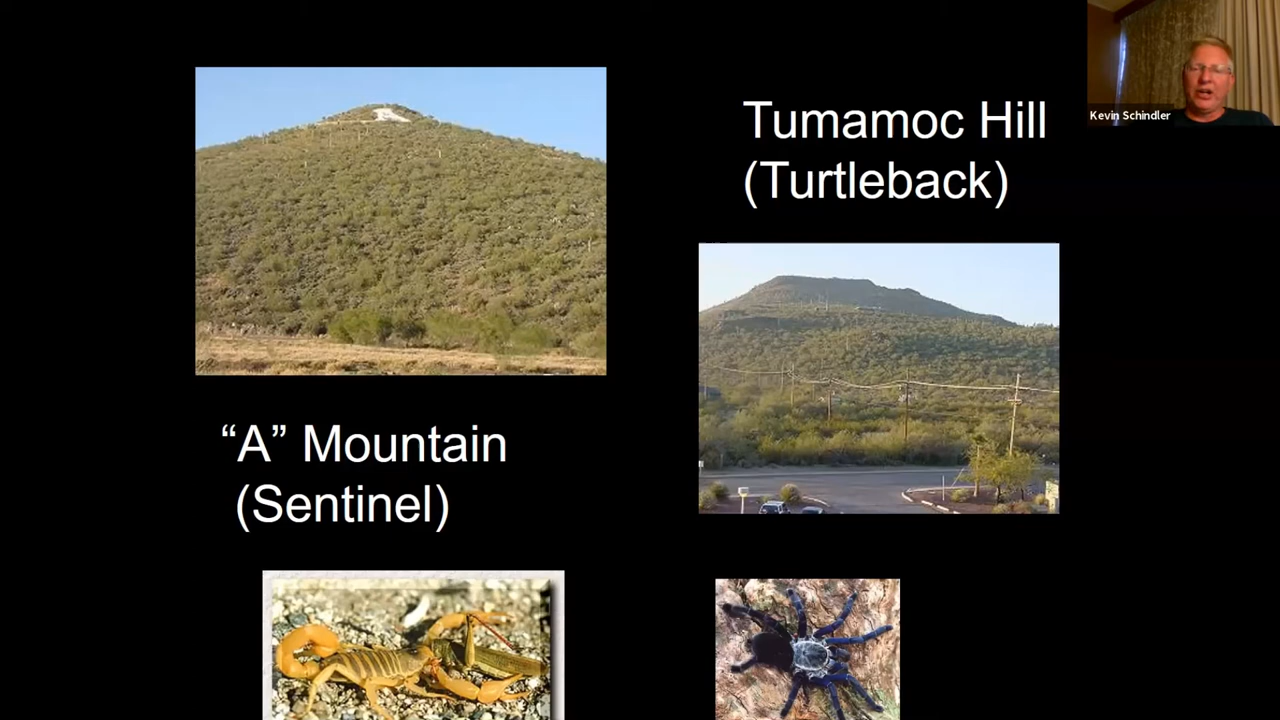 Tumamoc Hill
(Turtleback)
Kevin Schindler
“A” Mountain
(Sentinel)